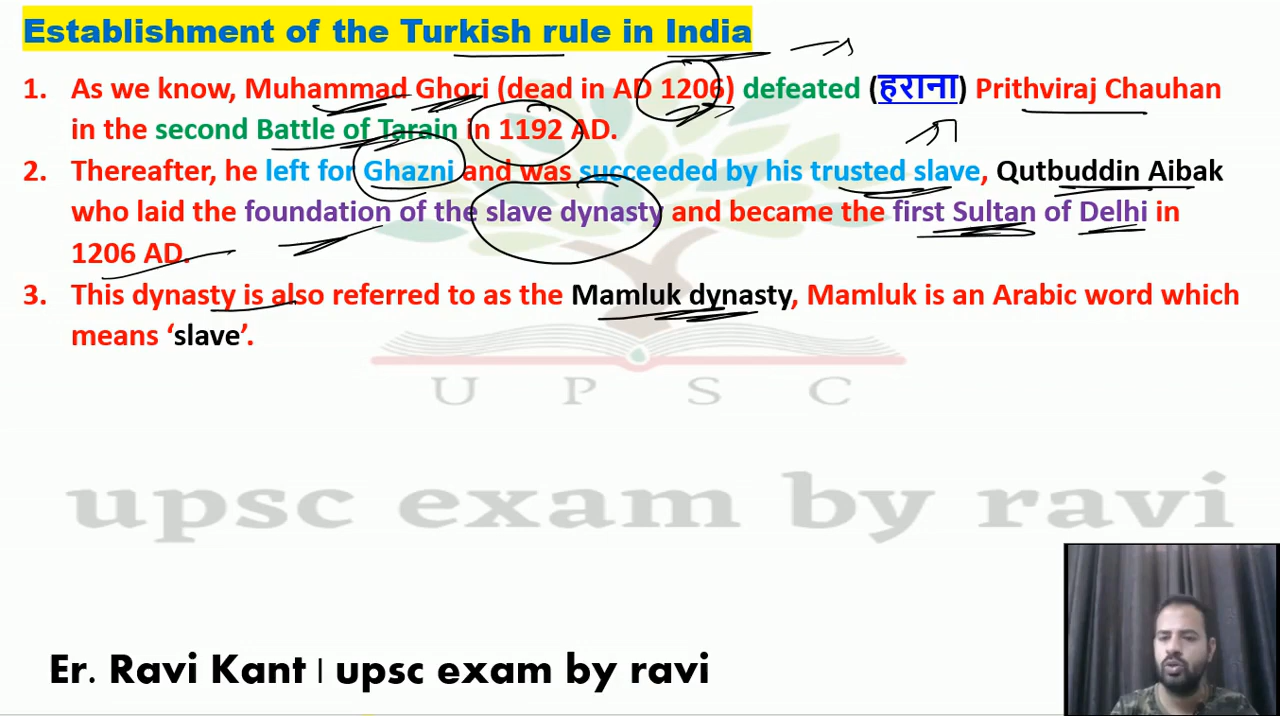 Establishment of the Turkish rule in India
1. As we know, Muhammad Ghori (dead in AD 1206) defeated (हराना) Prithviraj Chauhan
in the second Battle of Tarain in 1192 AD.
2. Thereafter, he left for Ghazni and was succeeded by his trusted slave, Qutbuddin Aibak
who laid the foundation of the slave dynasty and became the first Sultan of Delhi in
1206 AD.
3. This dynasty is also referred to as the Mamluk dynasty, Mamluk is an Arabic word which
means ‘slave’.
UPSC
upsc exam by ravi
Er. Ravi Kant | upsc exam by ravi